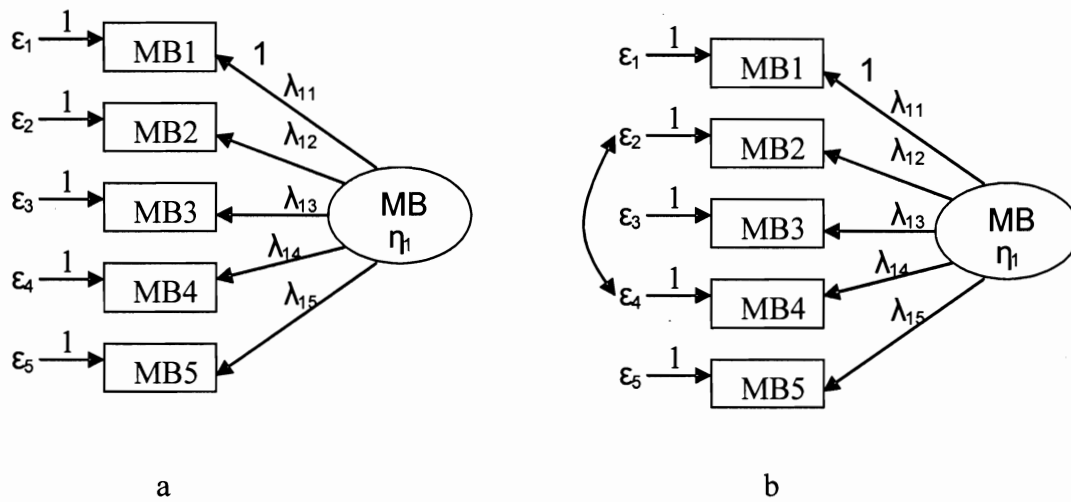 ε₁ 1 MB1 1 λ₁₁
ε₂ 1 MB2 λ₁₂
ε₃ 1 MB3 λ₁₃ MB η₁
ε₄ 1 MB4 λ₁₄
ε₅ 1 MB5 λ₁₅
a
ε₁ 1 MB1 1 λ₁₁
ε₂ 1 MB2 λ₁₂
ε₃ 1 MB3 λ₁₃ MB η₁
ε₄ 1 MB4 λ₁₄
ε₅ 1 MB5 λ₁₅
b